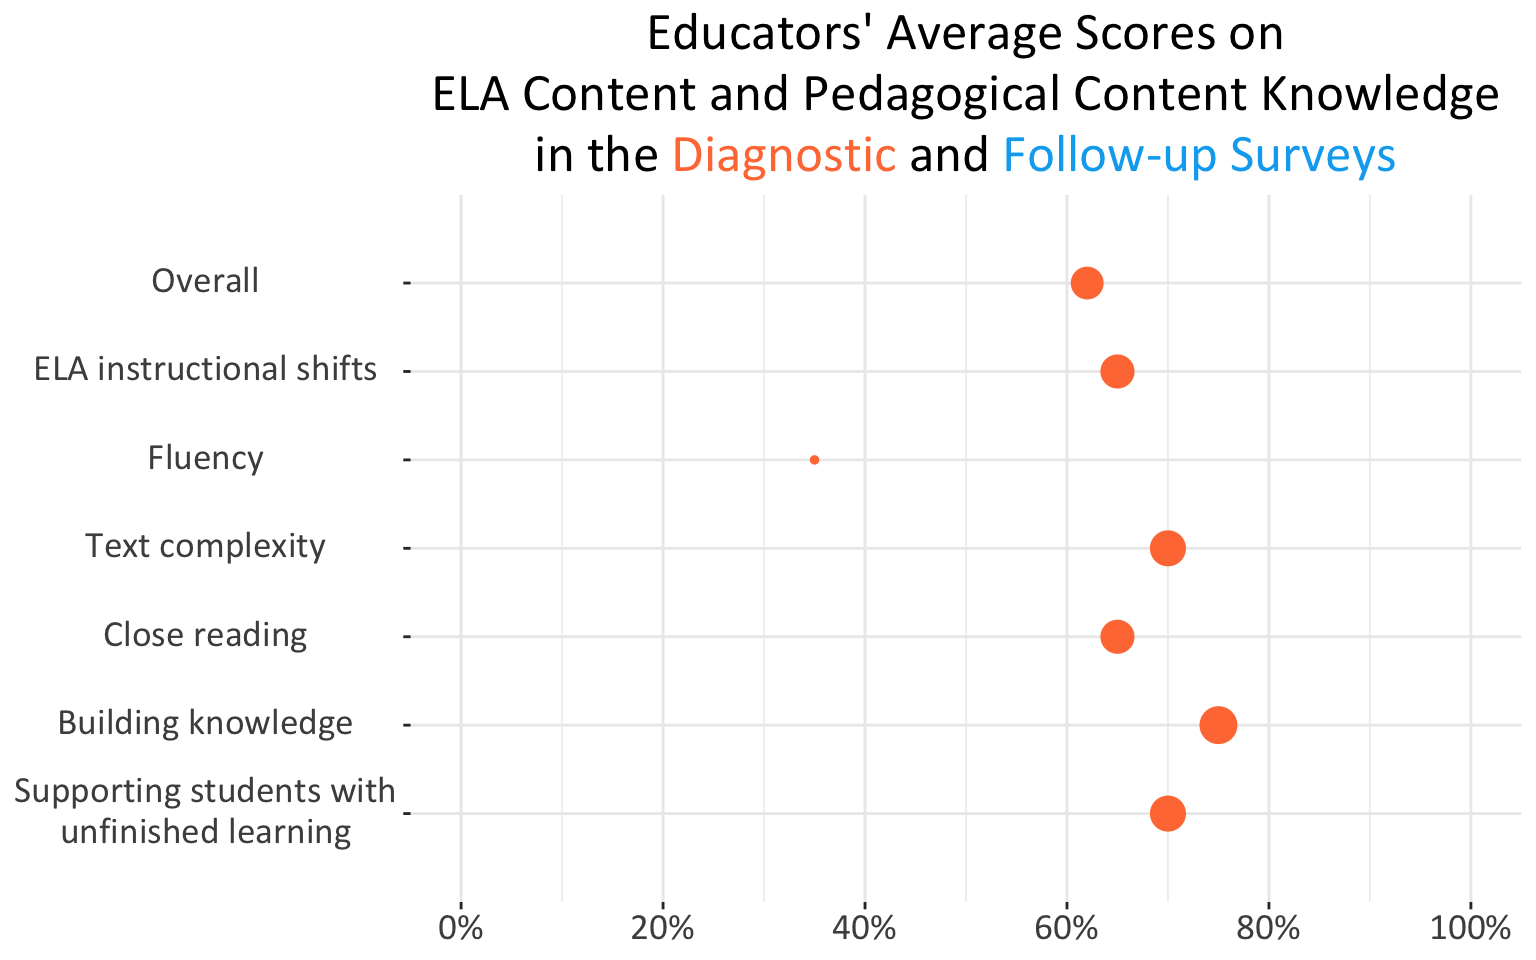 Educators' Average Scores on
ELA Content and Pedagogical Content Knowledge
in the Diagnostic and Follow-up Surveys
Overall
ELA instructional shifts
Fluency
Text complexity
Close reading
Building knowledge
Supporting students with
unfinished learning
0% 20% 40% 60% 80% 100%